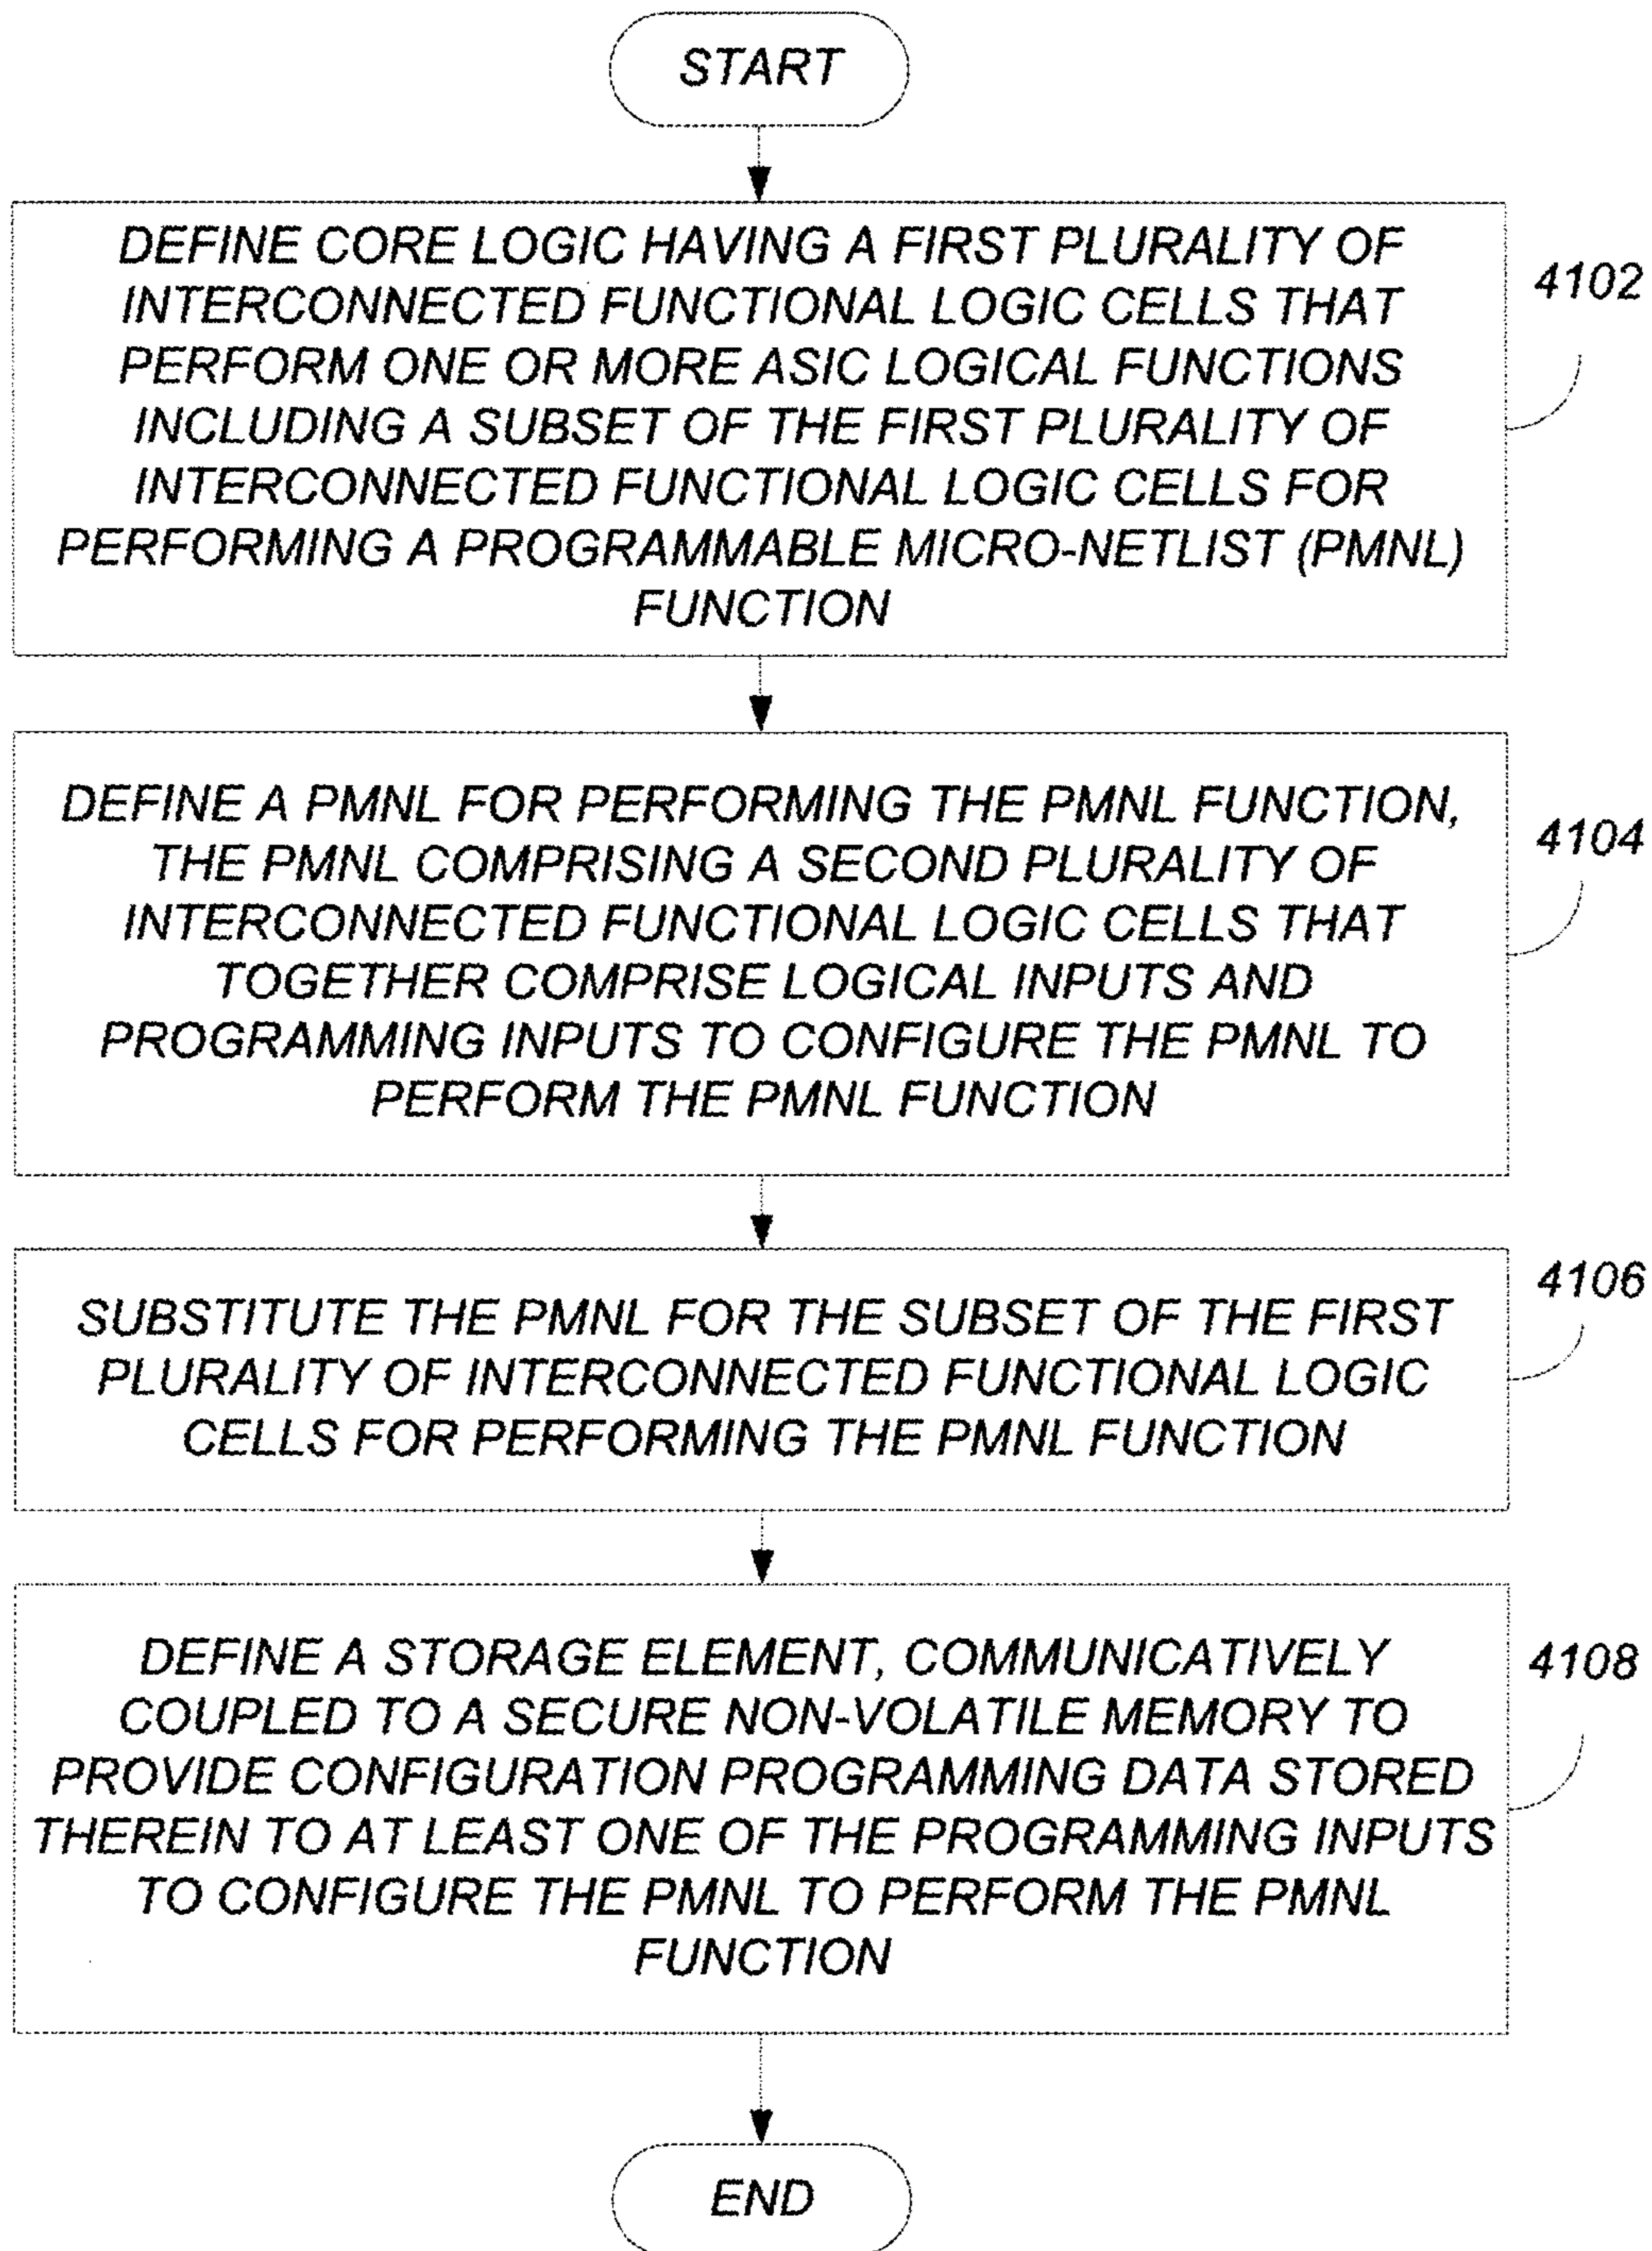 START
DEFINE CORE LOGIC HAVING A FIRST PLURALITY OF
INTERCONNECTED FUNCTIONAL LOGIC CELLS THAT
PERFORM ONE OR MORE ASIC LOGICAL FUNCTIONS
INCLUDING A SUBSET OF THE FIRST PLURALITY OF
INTERCONNECTED FUNCTIONAL LOGIC CELLS FOR
PERFORMING A PROGRAMMABLE MICRO-NETLIST (PMNL)
FUNCTION
4102
DEFINE A PMNL FOR PERFORMING THE PMNL FUNCTION,
THE PMNL COMPRISING A SECOND PLURALITY OF
INTERCONNECTED FUNCTIONAL LOGIC CELLS THAT
TOGETHER COMPRISE LOGICAL INPUTS AND
PROGRAMMING INPUTS TO CONFIGURE THE PMNL TO
PERFORM THE PMNL FUNCTION
4104
SUBSTITUTE THE PMNL FOR THE SUBSET OF THE FIRST
PLURALITY OF INTERCONNECTED FUNCTIONAL LOGIC
CELLS FOR PERFORMING THE PMNL FUNCTION
4106
DEFINE A STORAGE ELEMENT, COMMUNICATIVELY
COUPLED TO A SECURE NON-VOLATILE MEMORY TO
PROVIDE CONFIGURATION PROGRAMMING DATA STORED
THEREIN TO AT LEAST ONE OF THE PROGRAMMING INPUTS
TO CONFIGURE THE PMNL TO PERFORM THE PMNL
FUNCTION
4108
END